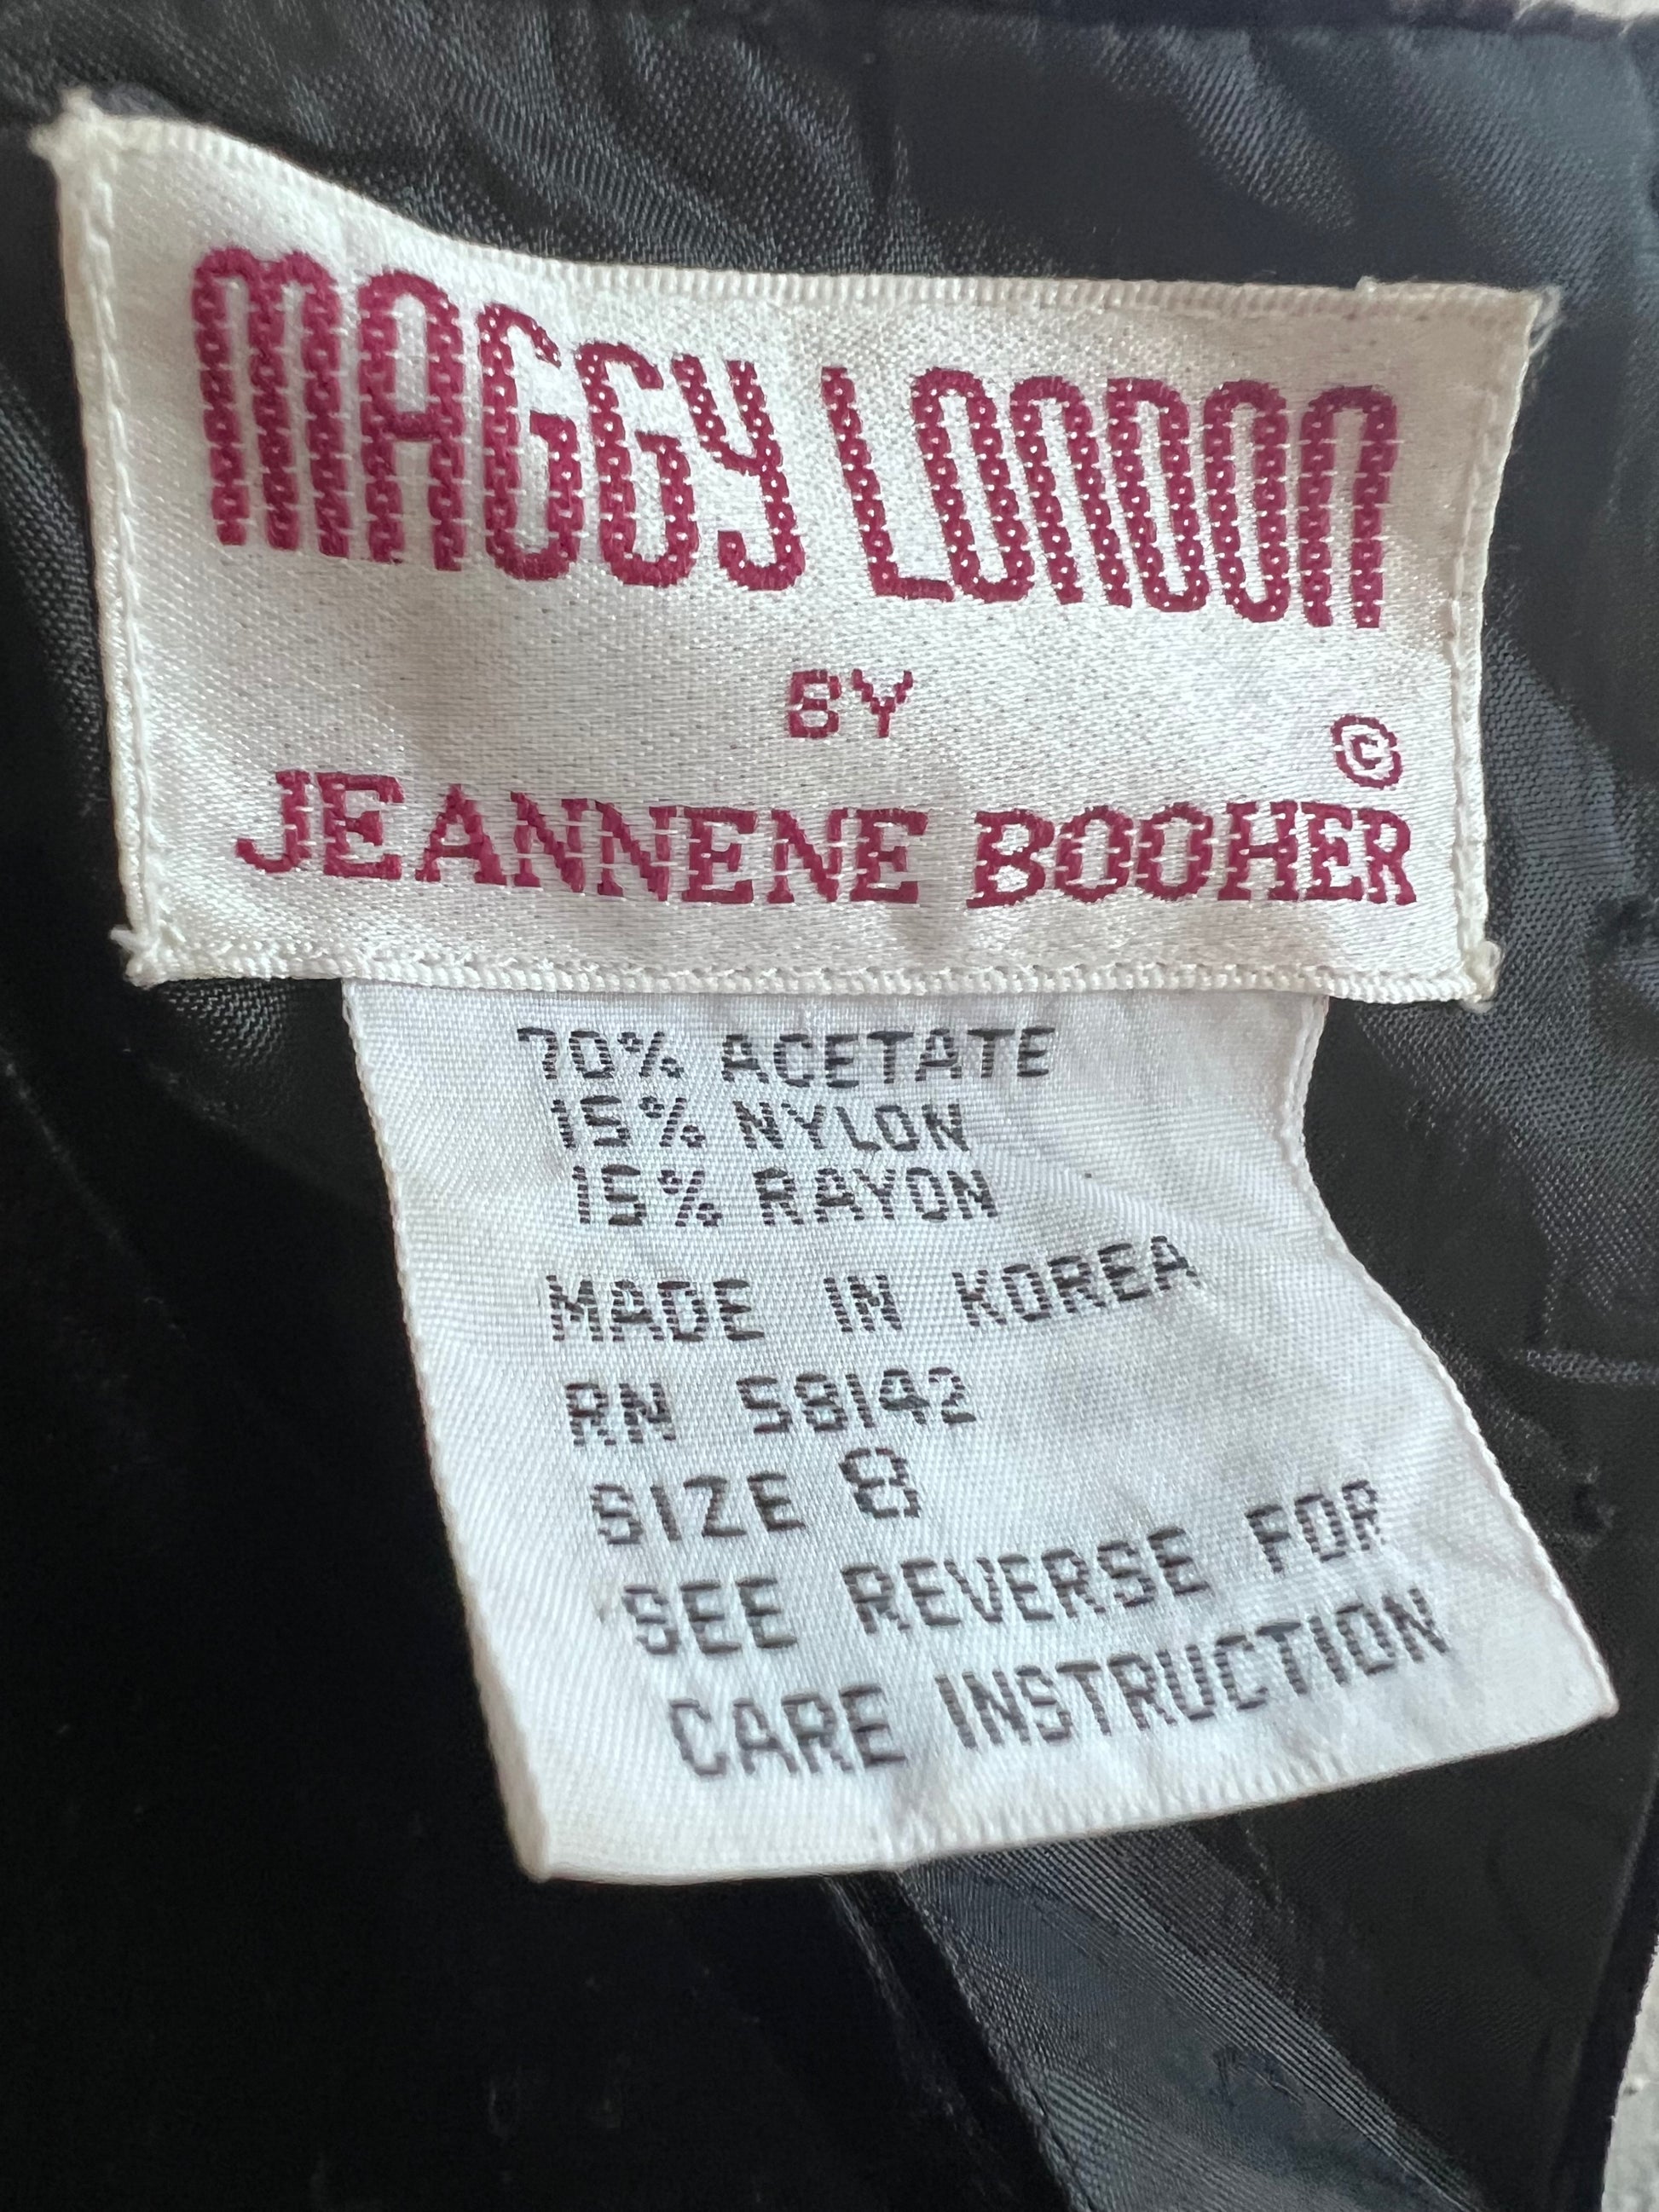 MAGGY LONDON
BY
©
JEANNENE BOOHER
70% ACETATE
15% NYLON
15% RAYON
MADE IN KOREA
RN 58142
SIZE 8
SEE REVERSE FOR
CARE INSTRUCTION